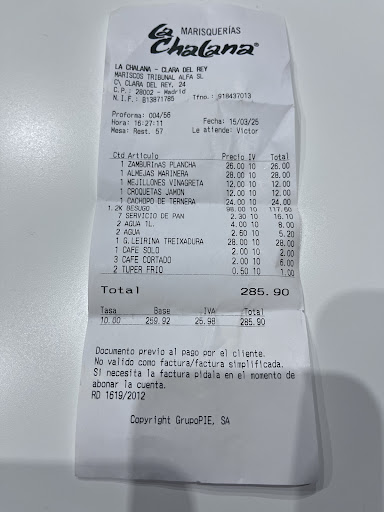 MARISQUERÍAS
La Chalana®
LA CHALANA - CLARA DEL REY
MARISCOS TRIBUNAL ALFA SL
C\ CLARA DEL REY, 24
C.P.: 28002 - Madrid
N.I.F.: B13871785 Tfno.: 918437013
Proforma: 004/56
Hora: 16:27:11 Fecha: 15/03/25
Mesa: Rest. 57 Le atiende: Victor
Ctd Articulo Precio IV Total
1 ZAMBURIñAS PLANCHA 26.00 10 26.00
1 ALMEJAS MARINERA 28.00 10 28.00
1 MEJILLONES VINAGRETA 12.00 10 12.00
1 CROQUETAS JAMON 12.00 10 12.00
1 CACHOPO DE TERNERA 24.00 10 24.00
1.2K BESUGO 98.00 10 117.60
7 SERVICIO DE PAN 2.30 10 16.10
2 AGUA 1L. 4.00 10 8.00
2 AGUA 2.60 10 5.20
1 G.LEIRINA TREIXADURA 28.00 10 28.00
1 CAFE SOLO 2.00 10 2.00
3 CAFE CORTADO 2.00 10 6.00
2 TUPER FRIO 0.50 10 1.00
Total 285.90
Tasa Base IVA Total
10.00 259.92 25.98 285.90
Documento previo al pago por el cliente.
No valido como factura/factura simplificada.
Si necesita la factura pidala en el momento de
abonar la cuenta.
RD 1619/2012
Copyright GrupoPIE, SA